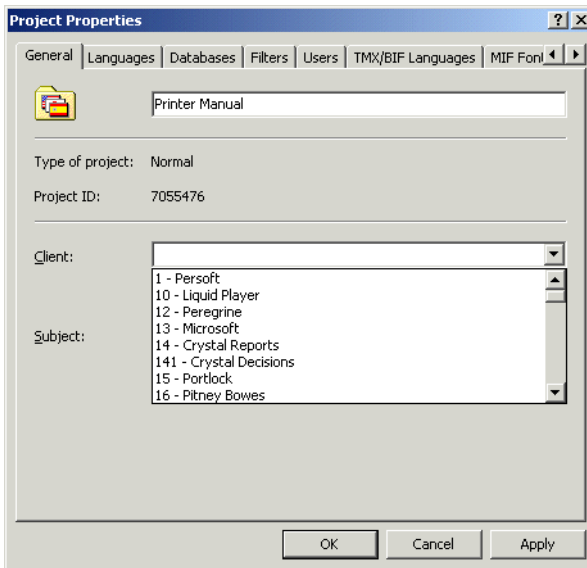 Project Properties
General Languages Databases Filters Users TMX/BIF Languages MIF Font
Printer Manual
Type of project: Normal
Project ID: 7055476
Client:
1 - Persoft
10 - Liquid Player
12 - Peregrine
13 - Microsoft
14 - Crystal Reports
141 - Crystal Decisions
15 - Portlock
16 - Pitney Bowes
Subject:
OK Cancel Apply